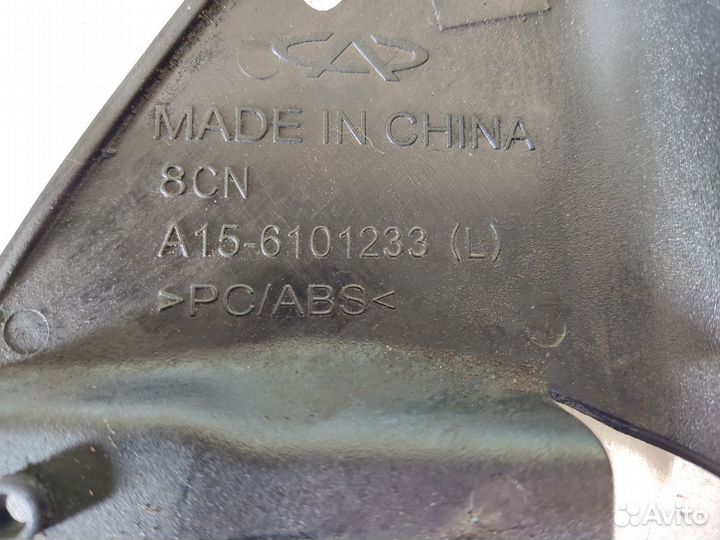 MADE IN CHINA
8CN
A15-6101233 (L)
>PC/ABS<
Avito